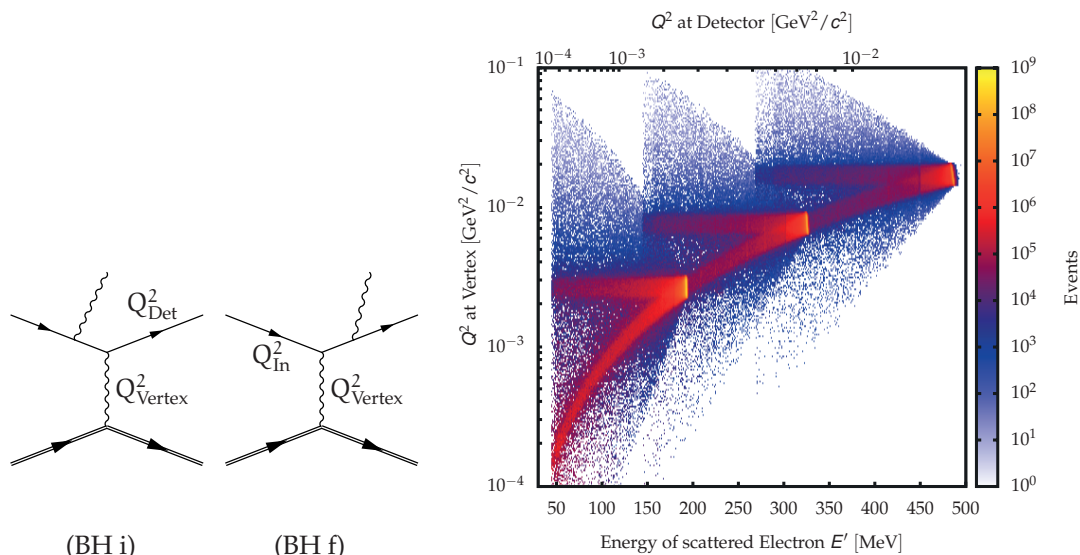 Q² at Detector [GeV²/c²]
10⁻⁴ 10⁻³ 10⁻²
10⁻¹
10⁻²
10⁻³
10⁻⁴
Q² at Vertex [GeV²/c²]
50 100 150 200 250 300 350 400 450 500
Energy of scattered Electron E′ [MeV]
10⁹
10⁸
10⁷
10⁶
10⁵
10⁴
10³
10²
10¹
10⁰
Events
Q²Det
Q²Vertex
(BH i)
Q²In
Q²Vertex
(BH f)